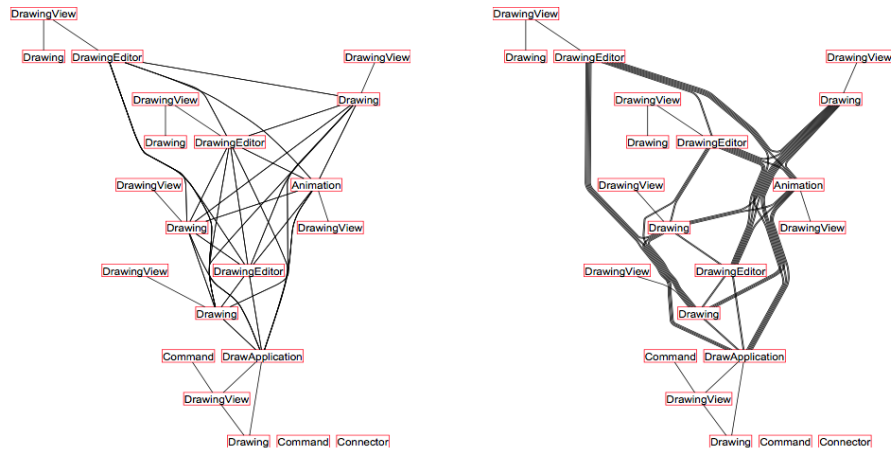 DrawingView
Drawing DrawingEditor
DrawingView
DrawingView Drawing
Drawing DrawingEditor
DrawingView Animation
Drawing DrawingView
DrawingView DrawingEditor
Drawing
Command DrawApplication
DrawingView
Drawing Command Connector
DrawingView
Drawing DrawingEditor
DrawingView
DrawingView Drawing
Drawing DrawingEditor
DrawingView Animation
Drawing DrawingView
DrawingView DrawingEditor
Drawing
Command DrawApplication
DrawingView
Drawing Command Connector